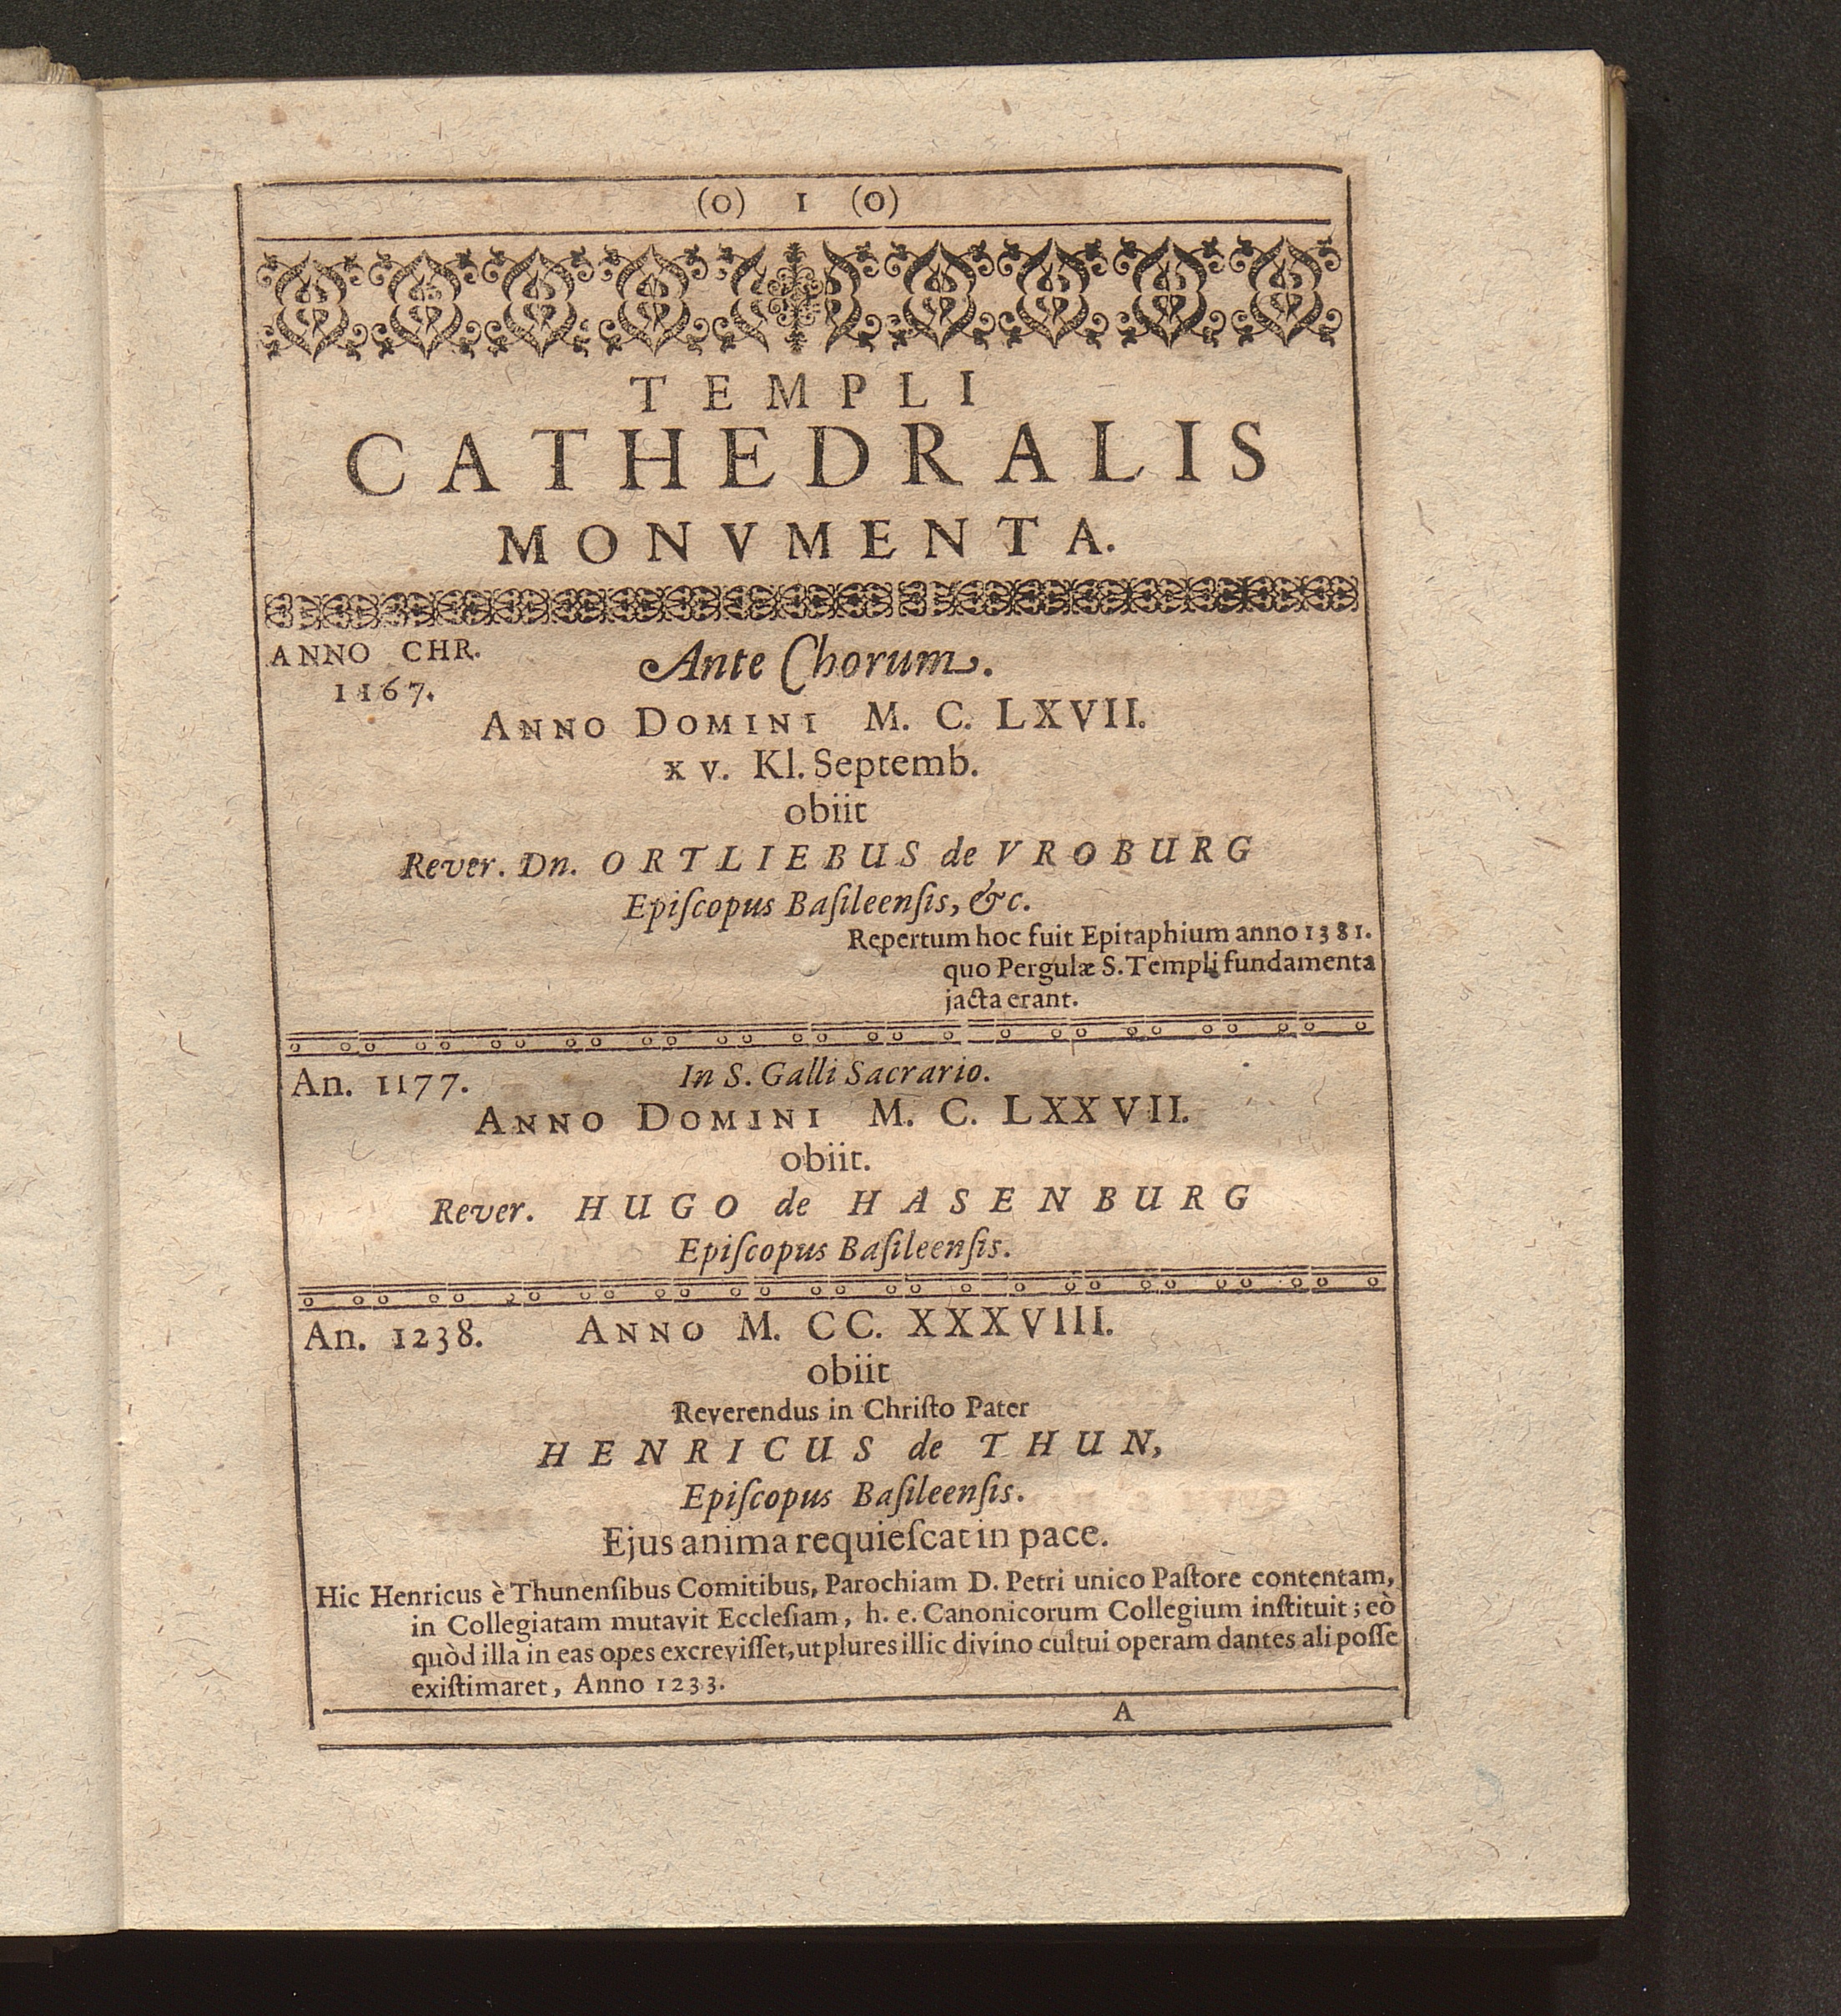 (o) 1 (o)
TEMPLI
CATHEDRALIS
MONVMENTA.
ANNO CHR.
1167.
Ante Chorum.
ANNO DOMINI M. C. LXVII.
XV. Kl. Septemb.
obiit
Rever. Dn. ORTLIEBUS de VROBURG
Epiſcopus Baſileenſis, &c.
Repertum hoc fuit Epitaphium anno 1381.
quo Pergulæ S. Templi fundamenta
jacta erant.
An. 1177.
In S. Galli Sacrario.
ANNO DOMINI M. C. LXXVII.
obiit.
Rever. HUGO de HASENBURG
Epiſcopus Baſileenſis.
An. 1238.
ANNO M. CC. XXXVIII.
obiit
Reverendus in Chriſto Pater
HENRICUS de THUN,
Epiſcopus Baſileenſis.
Ejus anima requieſcat in pace.
Hic Henricus è Thunenſibus Comitibus, Parochiam D. Petri unico Paſtore contentam,
in Collegiatam mutavit Eccleſiam, h. e. Canonicorum Collegium inſtituit; eò
quòd illa in eas opes excreviſſet, ut plures illic divino cultui operam dantes ali poſſe
exiſtimaret, Anno 1233.
A